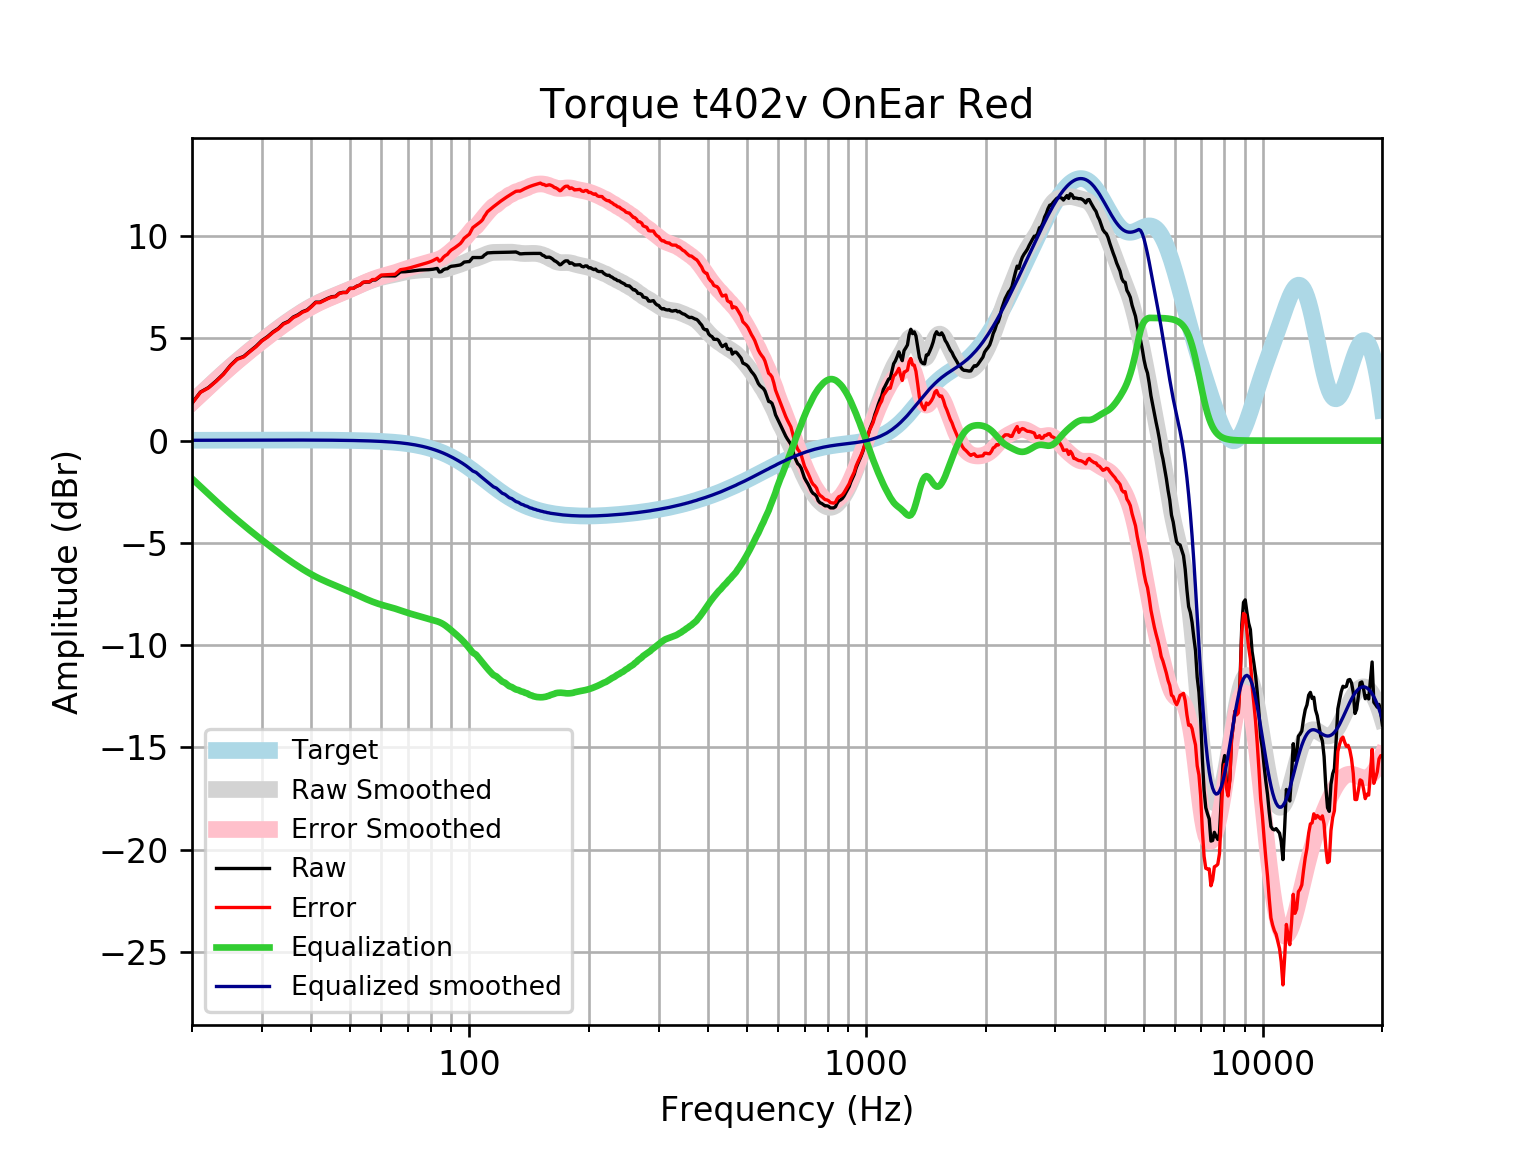 Torque t402v OnEar Red
Amplitude (dBr)
10
5
0
−5
−10
−15
−20
−25
Target
Raw Smoothed
Error Smoothed
Raw
Error
Equalization
Equalized smoothed
100
1000
10000
Frequency (Hz)